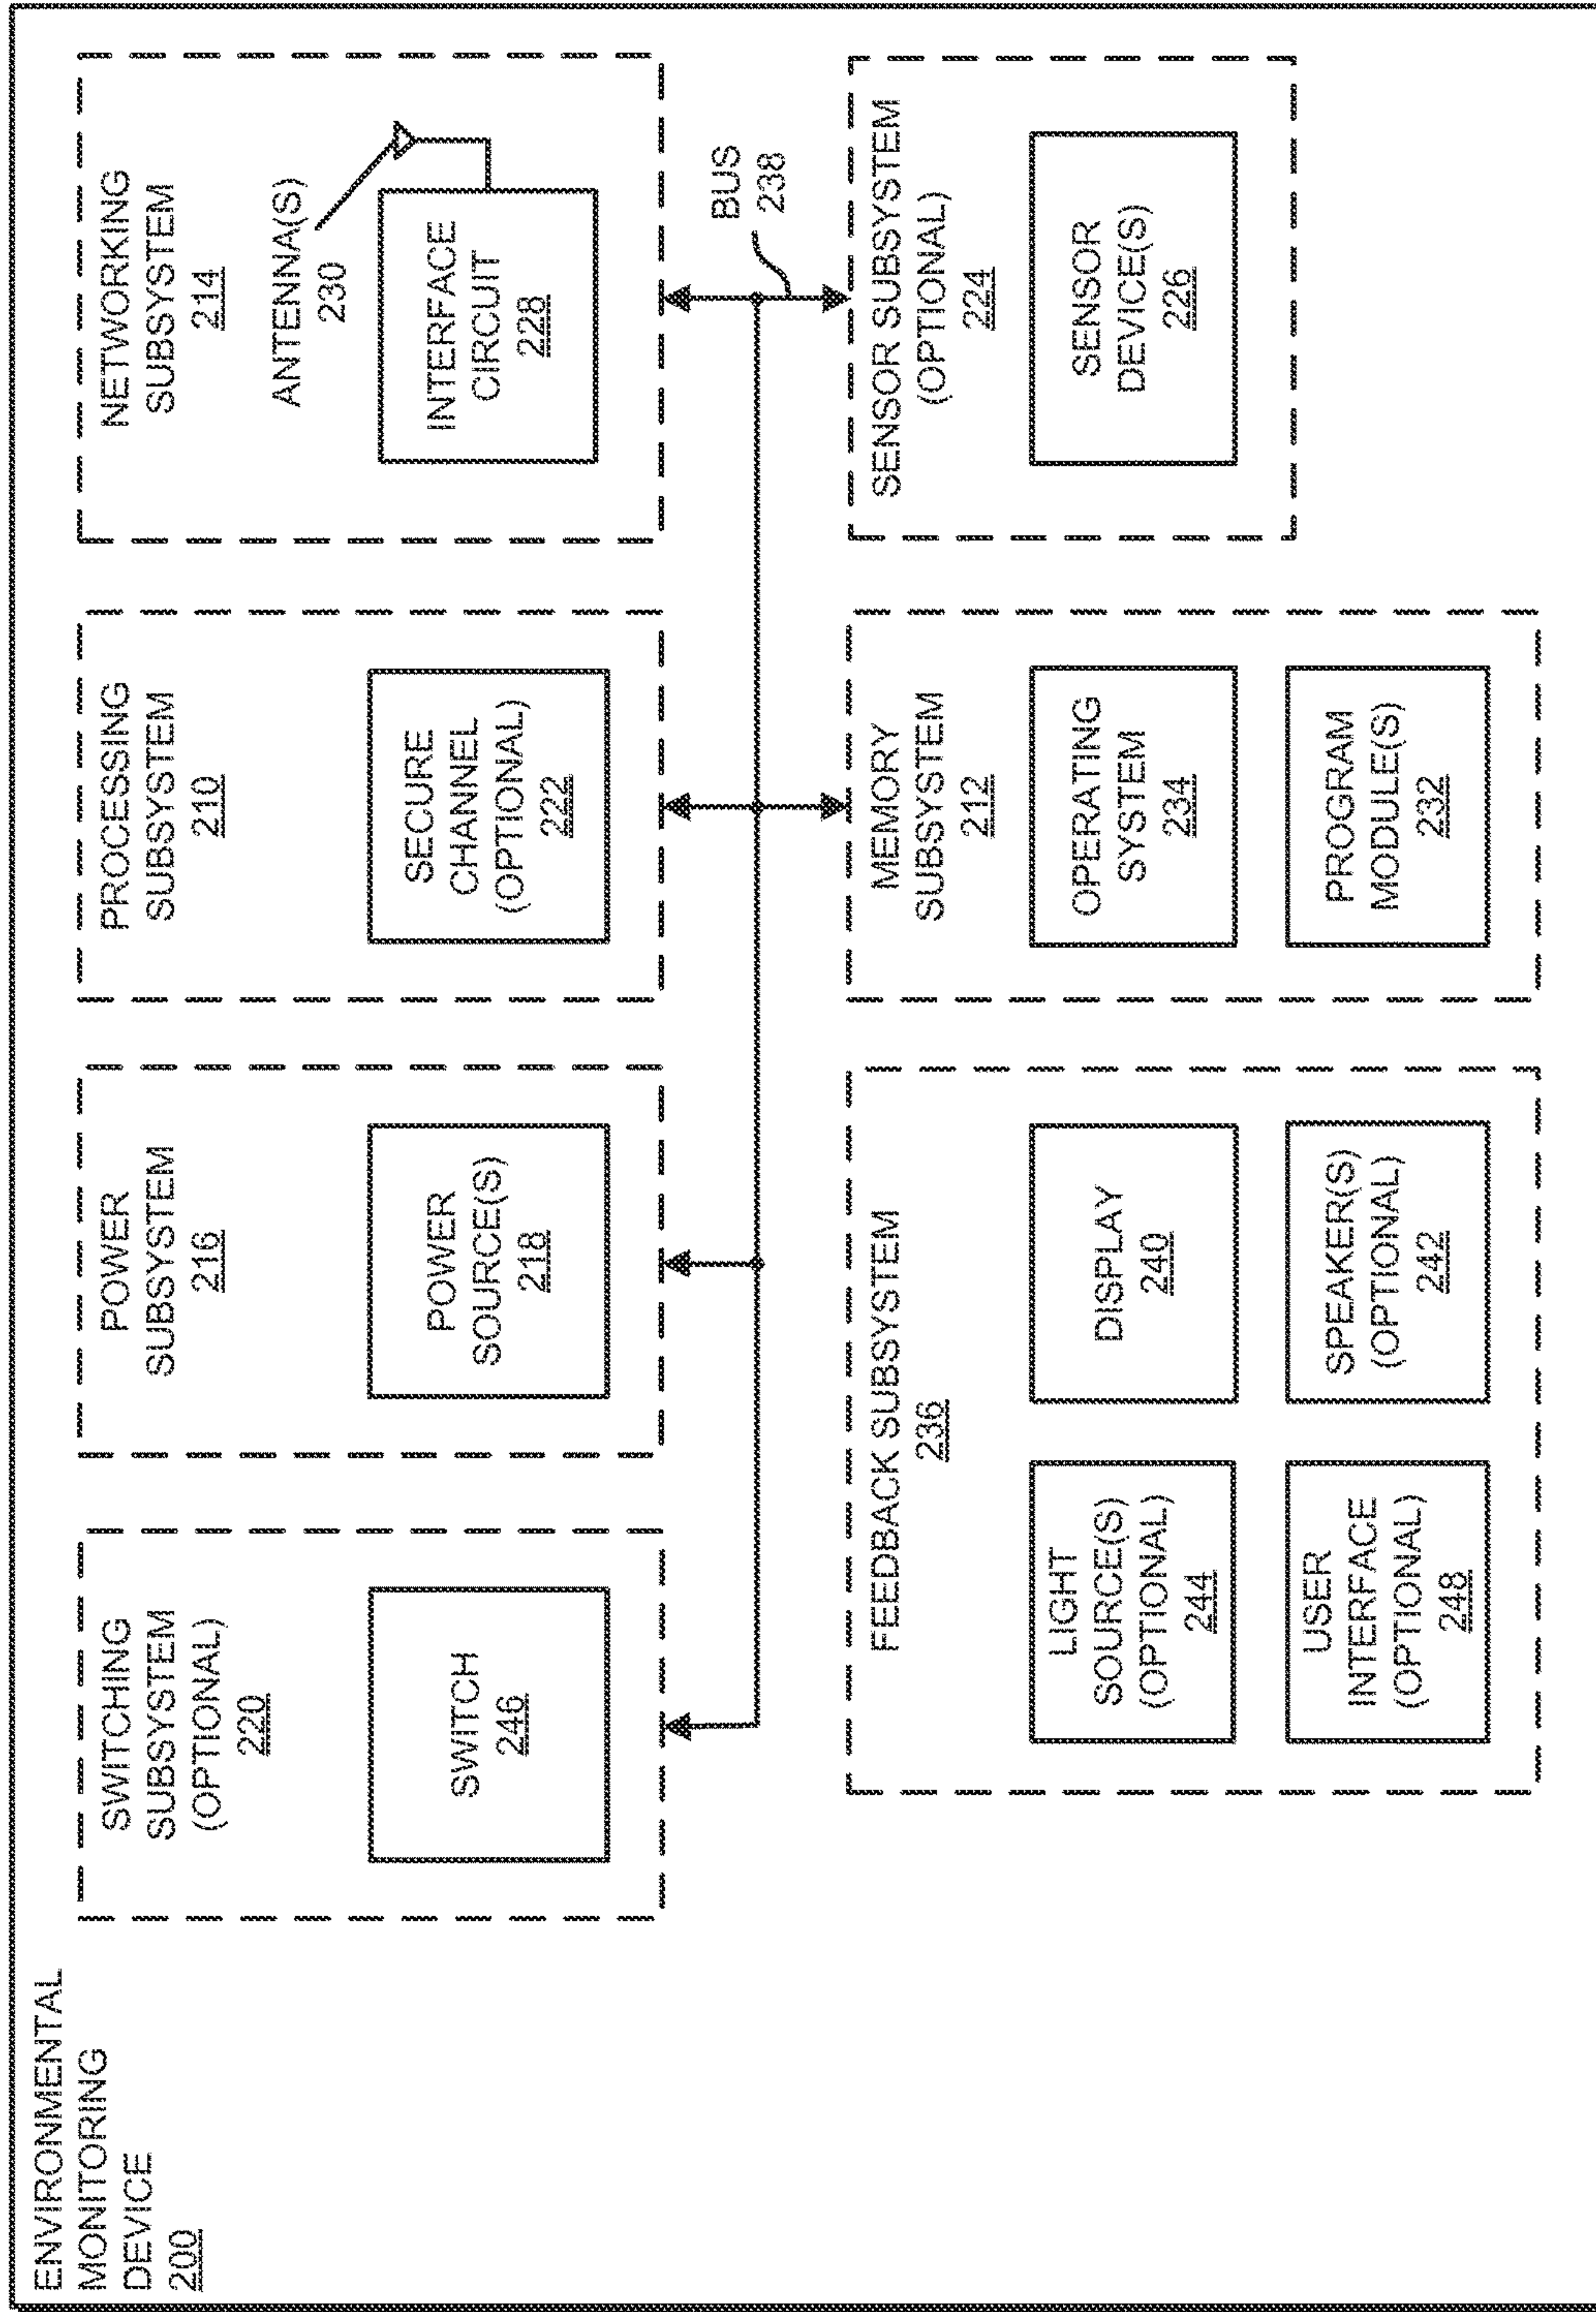 ENVIRONMENTAL
MONITORING
DEVICE
200
SWITCHING
SUBSYSTEM
(OPTIONAL)
220
SWITCH
246
POWER
SUBSYSTEM
216
POWER
SOURCE(S)
218
PROCESSING
SUBSYSTEM
210
SECURE
CHANNEL
(OPTIONAL)
222
NETWORKING
SUBSYSTEM
214
ANTENNA(S)
230
INTERFACE
CIRCUIT
228
BUS
238
FEEDBACK SUBSYSTEM
236
LIGHT
SOURCE(S)
(OPTIONAL)
244
DISPLAY
240
USER
INTERFACE
(OPTIONAL)
248
SPEAKER(S)
(OPTIONAL)
242
MEMORY
SUBSYSTEM
212
OPERATING
SYSTEM
234
PROGRAM
MODULE(S)
232
SENSOR SUBSYSTEM
(OPTIONAL)
224
SENSOR
DEVICE(S)
226